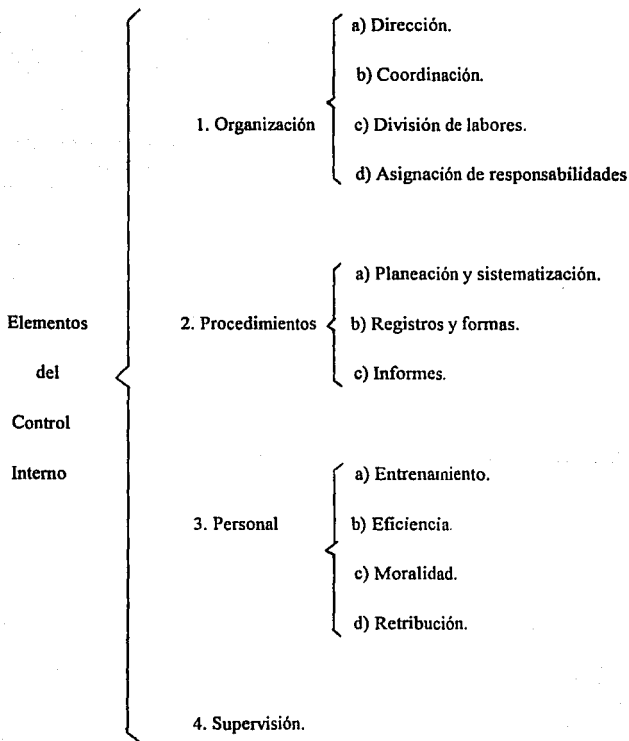 Elementos
del
Control
Interno
1. Organización
a) Dirección.
b) Coordinación.
c) División de labores.
d) Asignación de responsabilidades
2. Procedimientos
a) Planeación y sistematización.
b) Registros y formas.
c) Informes.
3. Personal
a) Entrenamiento.
b) Eficiencia.
c) Moralidad.
d) Retribución.
4. Supervisión.